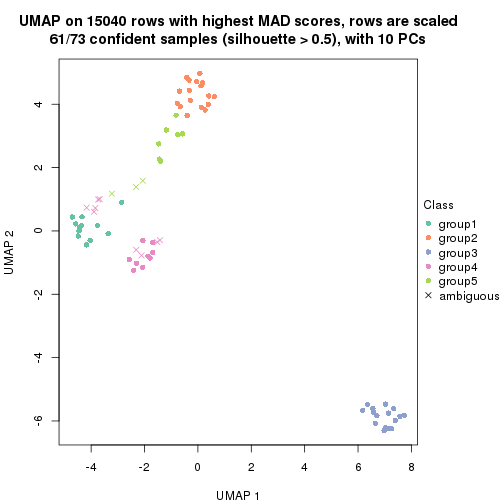 UMAP on 15040 rows with highest MAD scores, rows are scaled
61/73 confident samples (silhouette > 0.5), with 10 PCs
4
2
0
-2
-4
-6
UMAP 2
-4
-2
0
2
4
6
8
UMAP 1
Class
group1
group2
group3
group4
group5
ambiguous